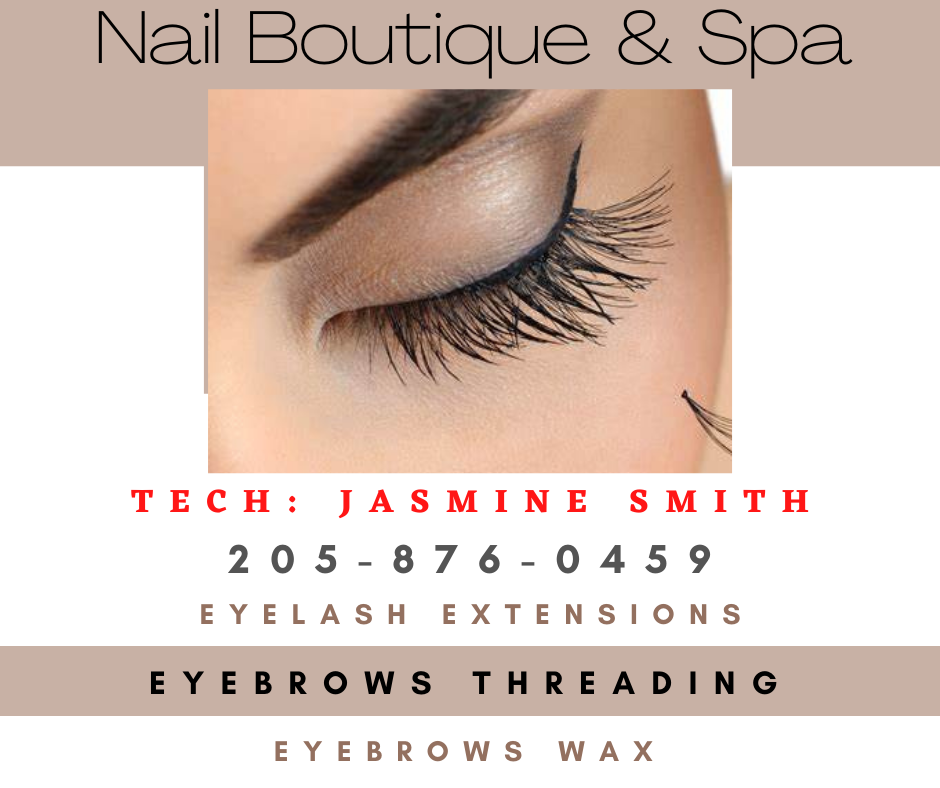 Nail Boutique & Spa
TECH: JASMINE SMITH
205-876-0459
EYELASH EXTENSIONS
EYEBROWS THREADING
EYEBROWS WAX